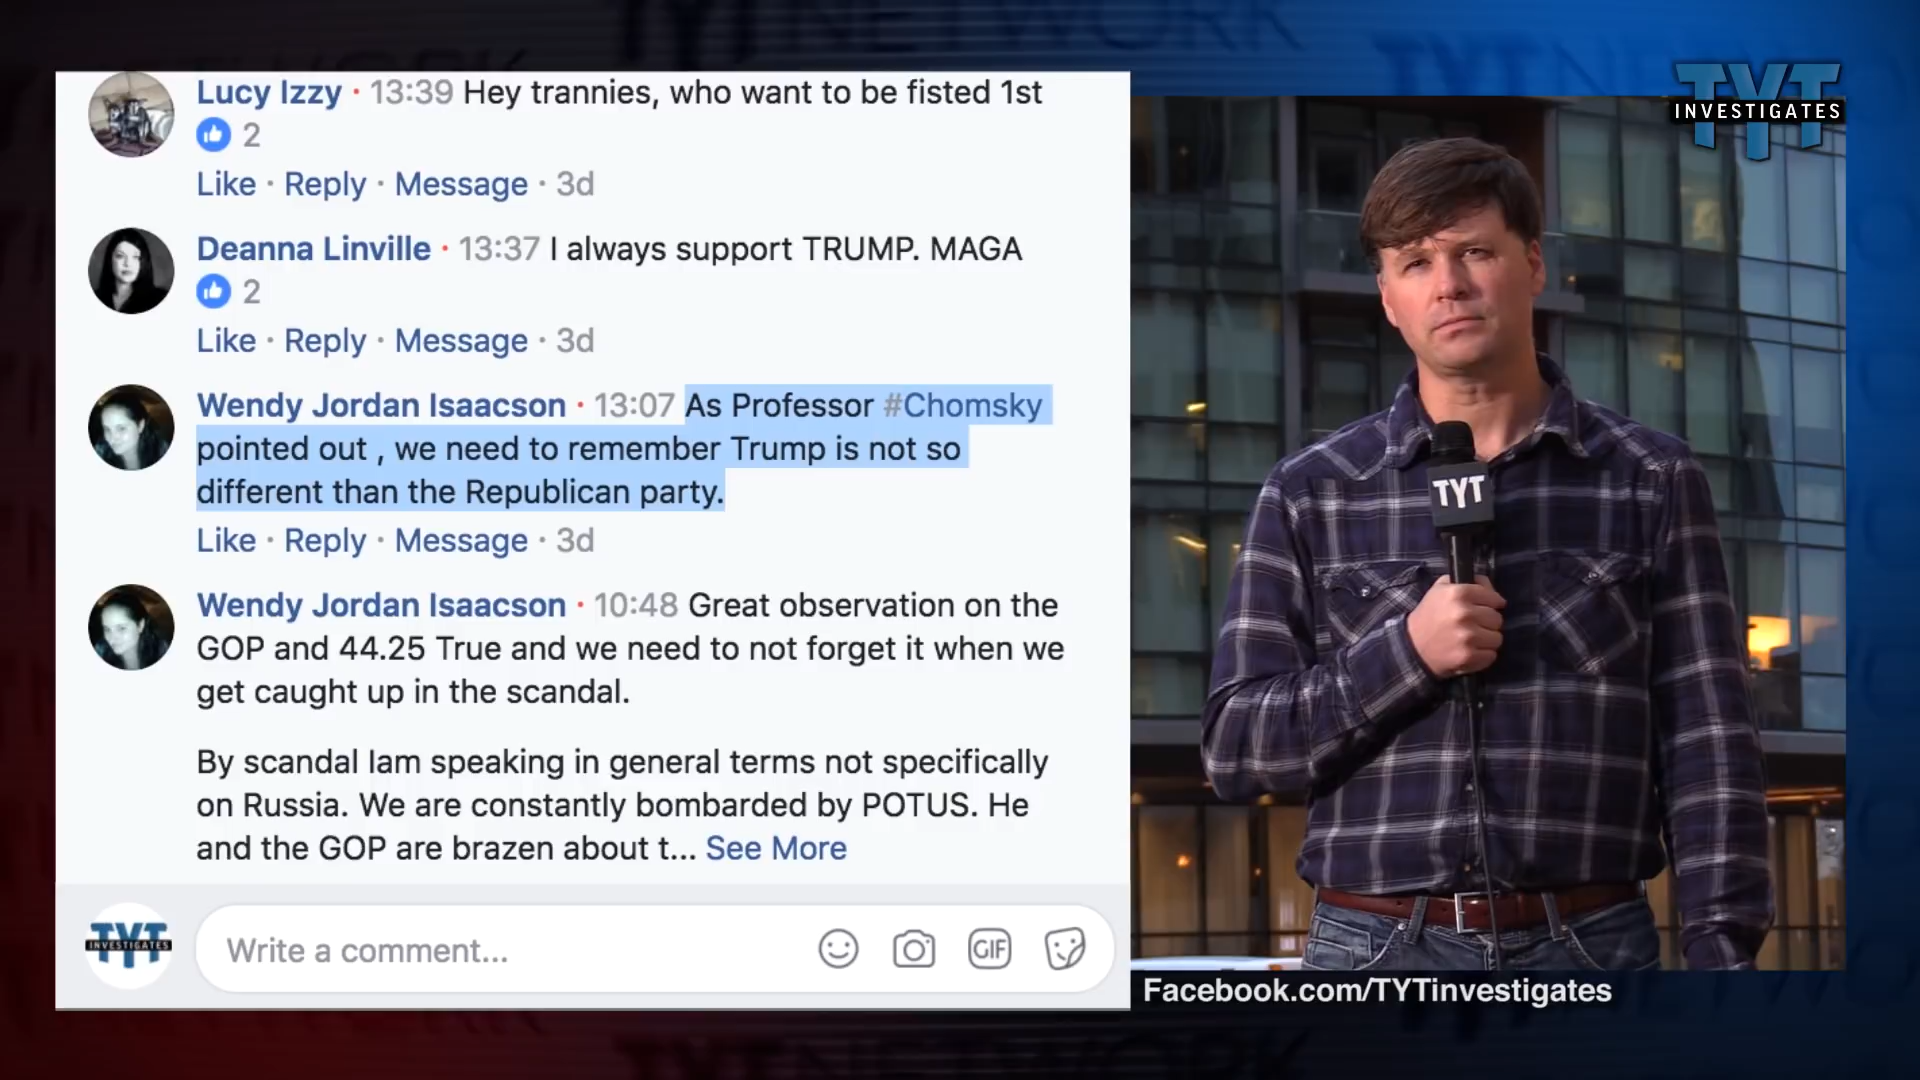 Lucy Izzy · 13:39 Hey trannies, who want to be fisted 1st
2
Like · Reply · Message · 3d
Deanna Linville · 13:37 I always support TRUMP. MAGA
2
Like · Reply · Message · 3d
Wendy Jordan Isaacson · 13:07 As Professor #Chomsky
pointed out , we need to remember Trump is not so
different than the Republican party.
Like · Reply · Message · 3d
Wendy Jordan Isaacson · 10:48 Great observation on the
GOP and 44.25 True and we need to not forget it when we
get caught up in the scandal.
By scandal Iam speaking in general terms not specifically
on Russia. We are constantly bombarded by POTUS. He
and the GOP are brazen about t... See More
TYT
INVESTIGATES
Write a comment...
GIF
TYT
INVESTIGATES
TYT
Facebook.com/TYTinvestigates
TYT NETWORK